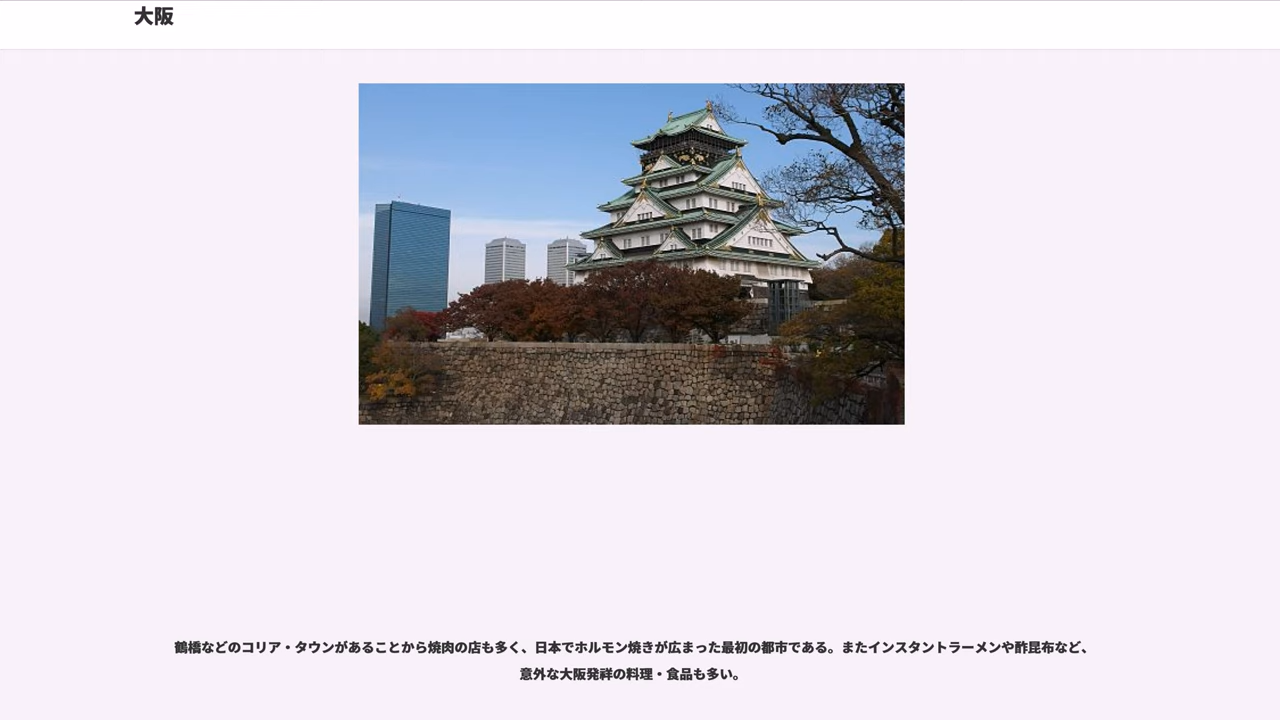 大阪
鶴橋などのコリア・タウンがあることから焼肉の店も多く、日本でホルモン焼きが広まった最初の都市である。またインスタントラーメンや酢昆布など、
意外な大阪発祥の料理・食品も多い。